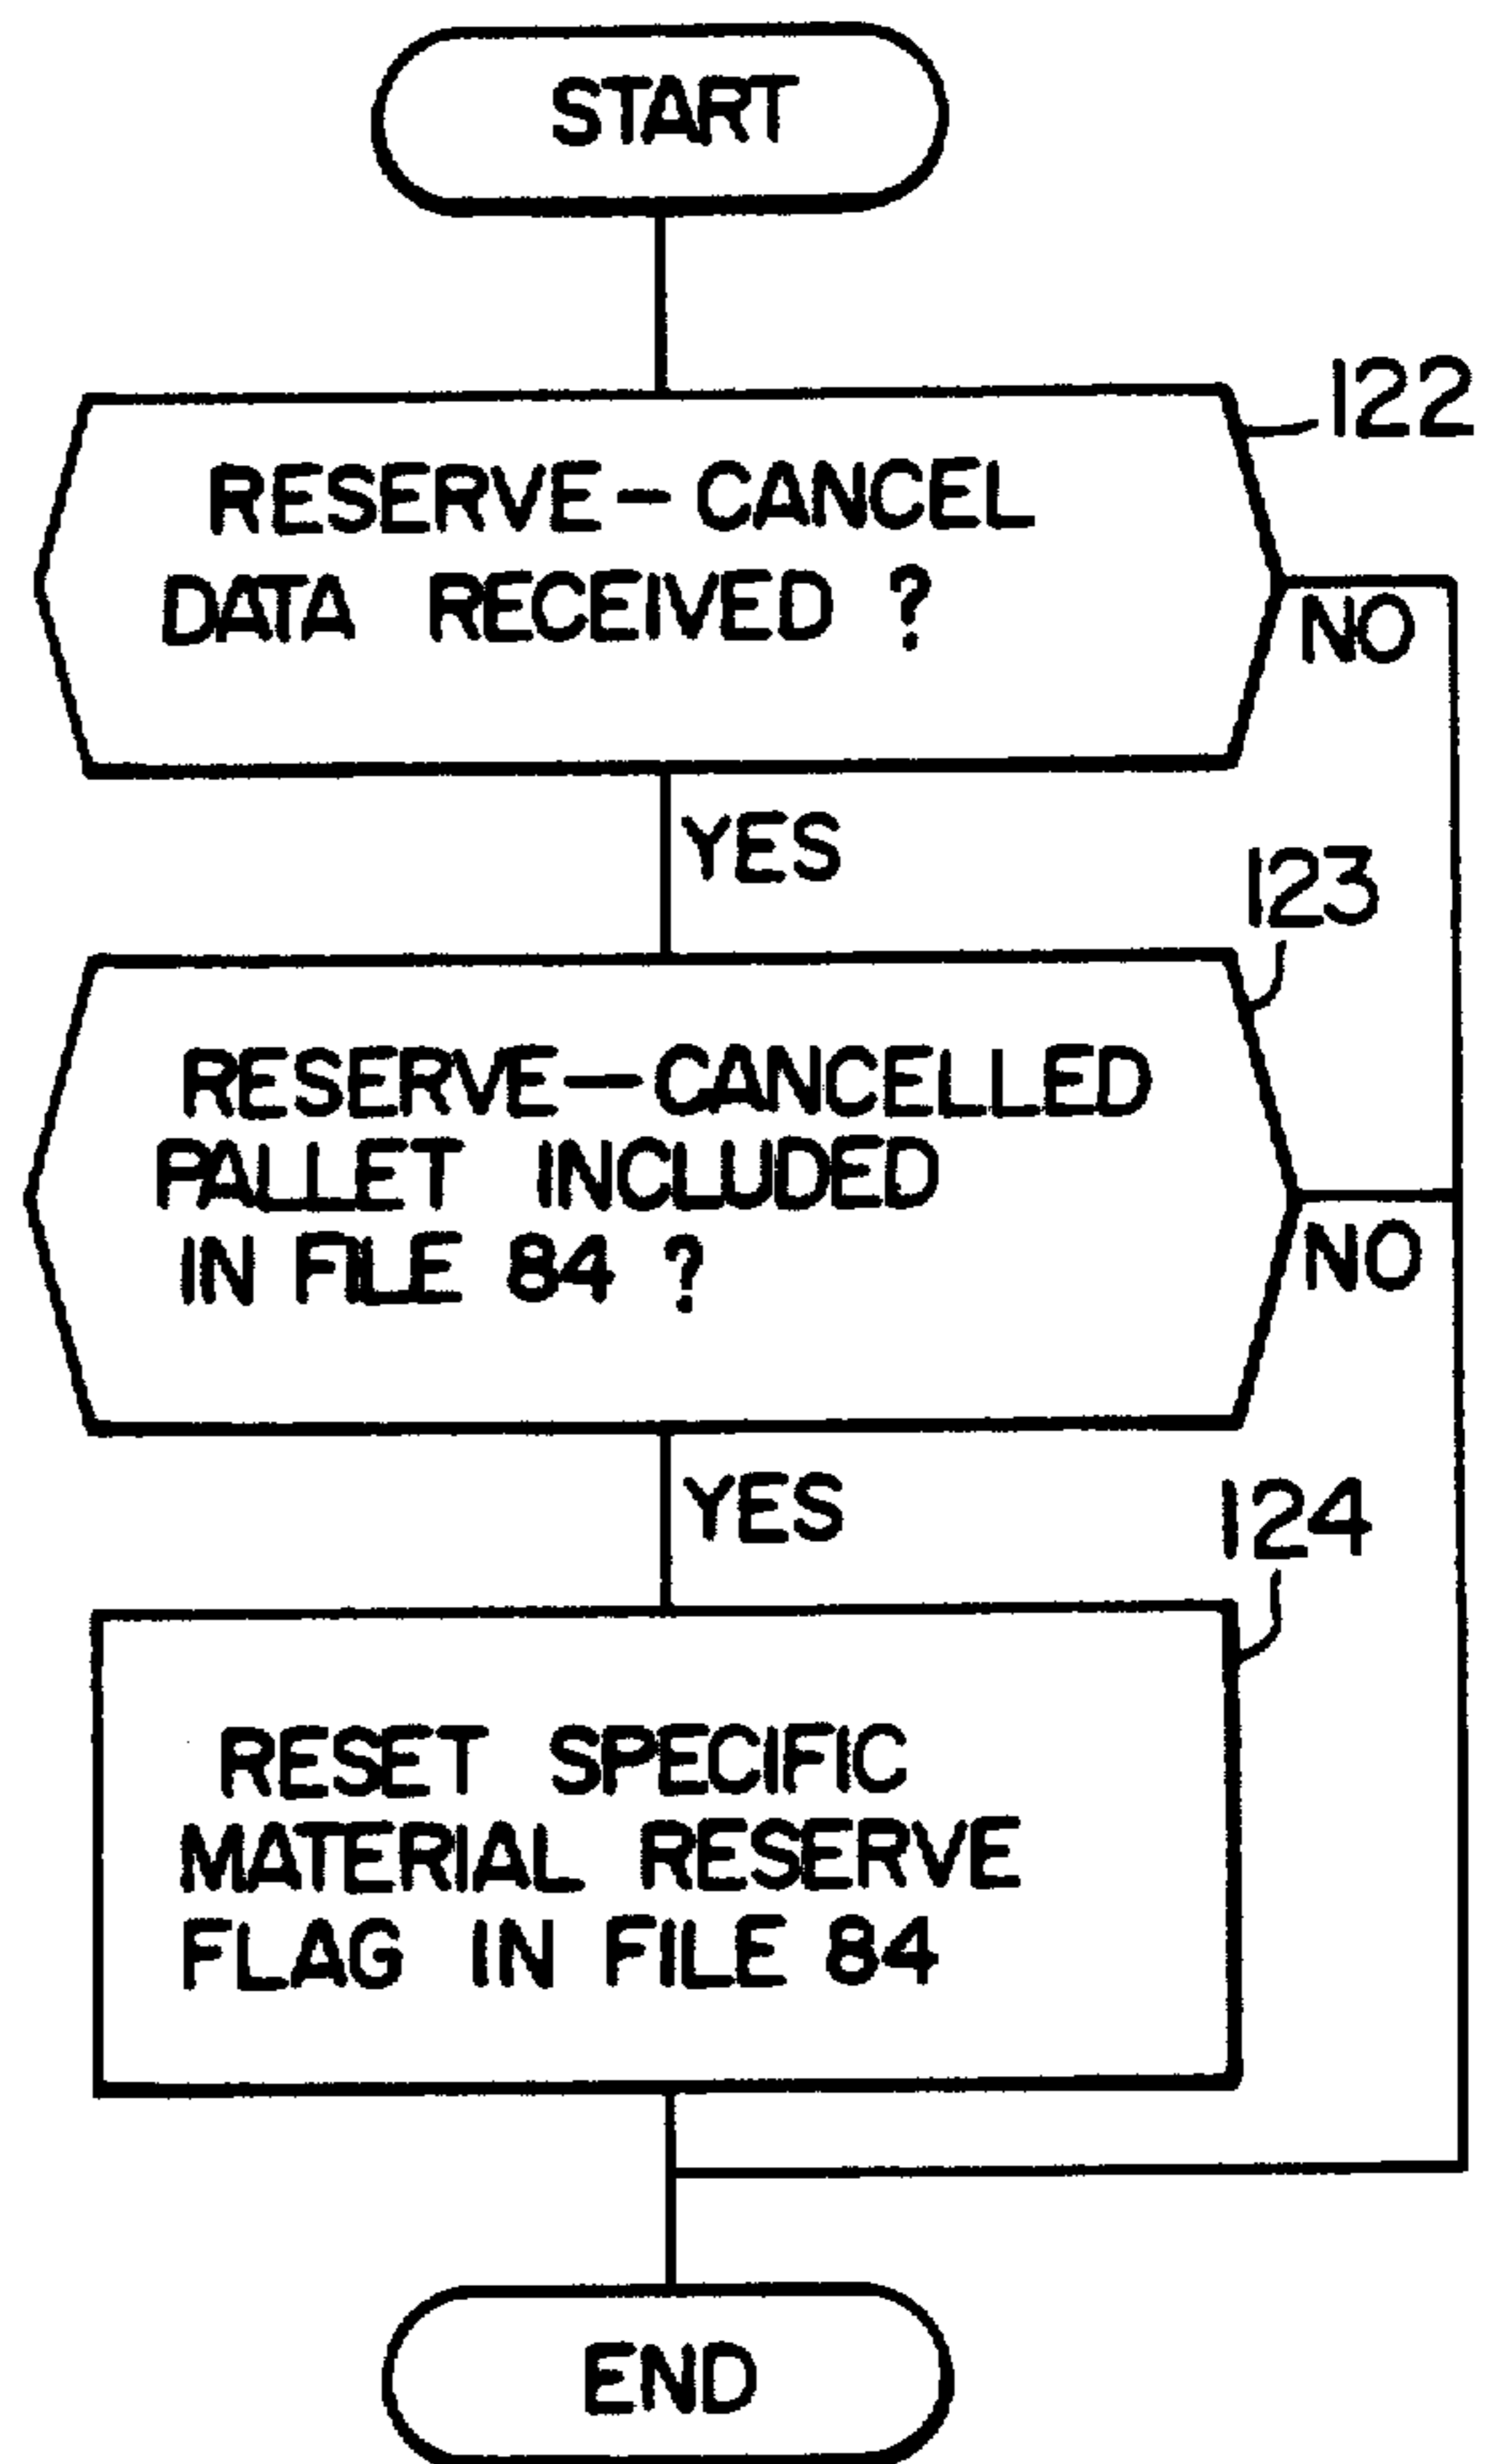 START
122
RESERVE-CANCEL
DATA RECEIVED ?
NO
YES
123
RESERVE-CANCELLED
PALLET INCLUDED
IN FILE 84 ?
NO
YES
124
RESET SPECIFIC
MATERIAL RESERVE
FLAG IN FILE 84
END